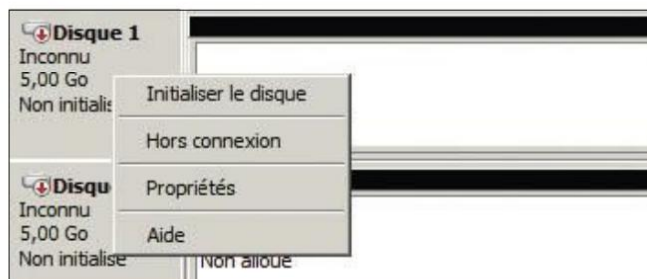 Disque 1
Inconnu
5,00 Go
Non initialis
Initialiser le disque
Hors connexion
Propriétés
Aide
Disqu
Inconnu
5,00 Go
Non initialisé
Non alloué